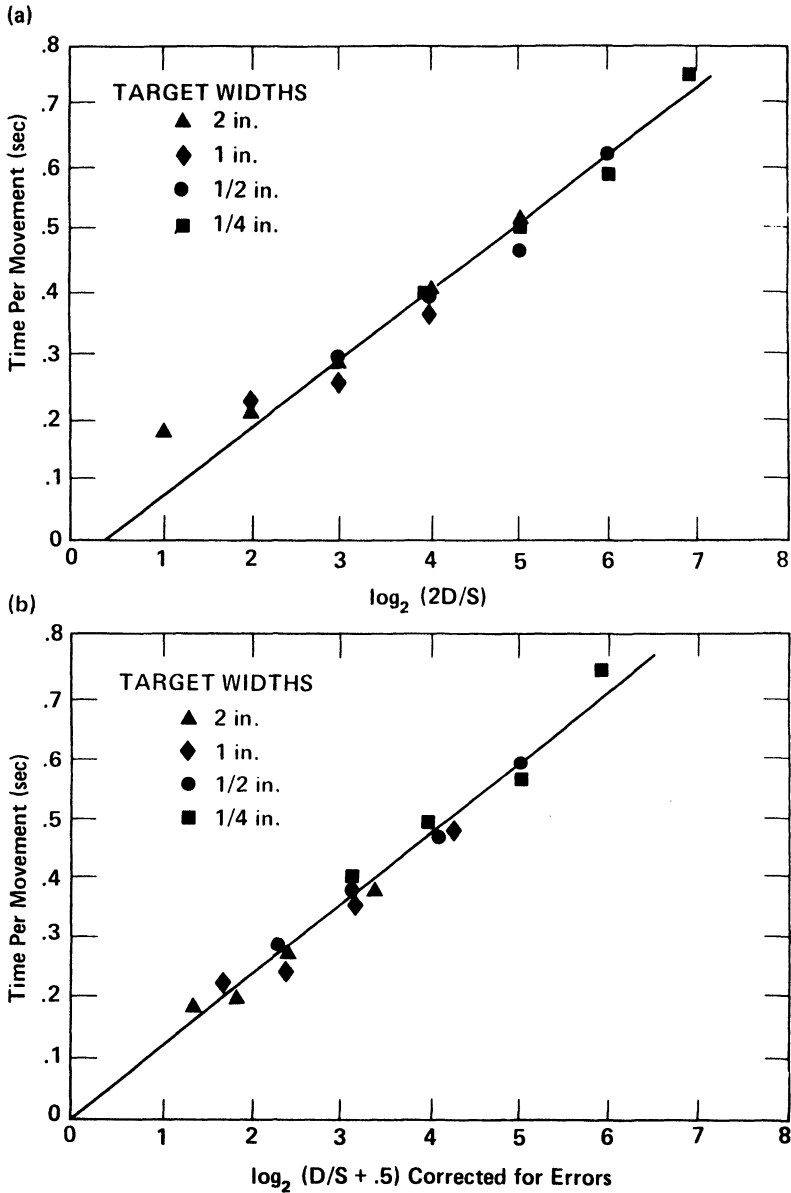 (a)
.8
.7
.6
.5
.4
.3
.2
.1
0
Time Per Movement (sec)
TARGET WIDTHS
▲ 2 in.
◆ 1 in.
● 1/2 in.
■ 1/4 in.
0 1 2 3 4 5 6 7 8
log₂ (2D/S)
(b)
.8
.7
.6
.5
.4
.3
.2
.1
0
Time Per Movement (sec)
TARGET WIDTHS
▲ 2 in.
◆ 1 in.
● 1/2 in.
■ 1/4 in.
0 1 2 3 4 5 6 7 8
log₂ (D/S + .5) Corrected for Errors